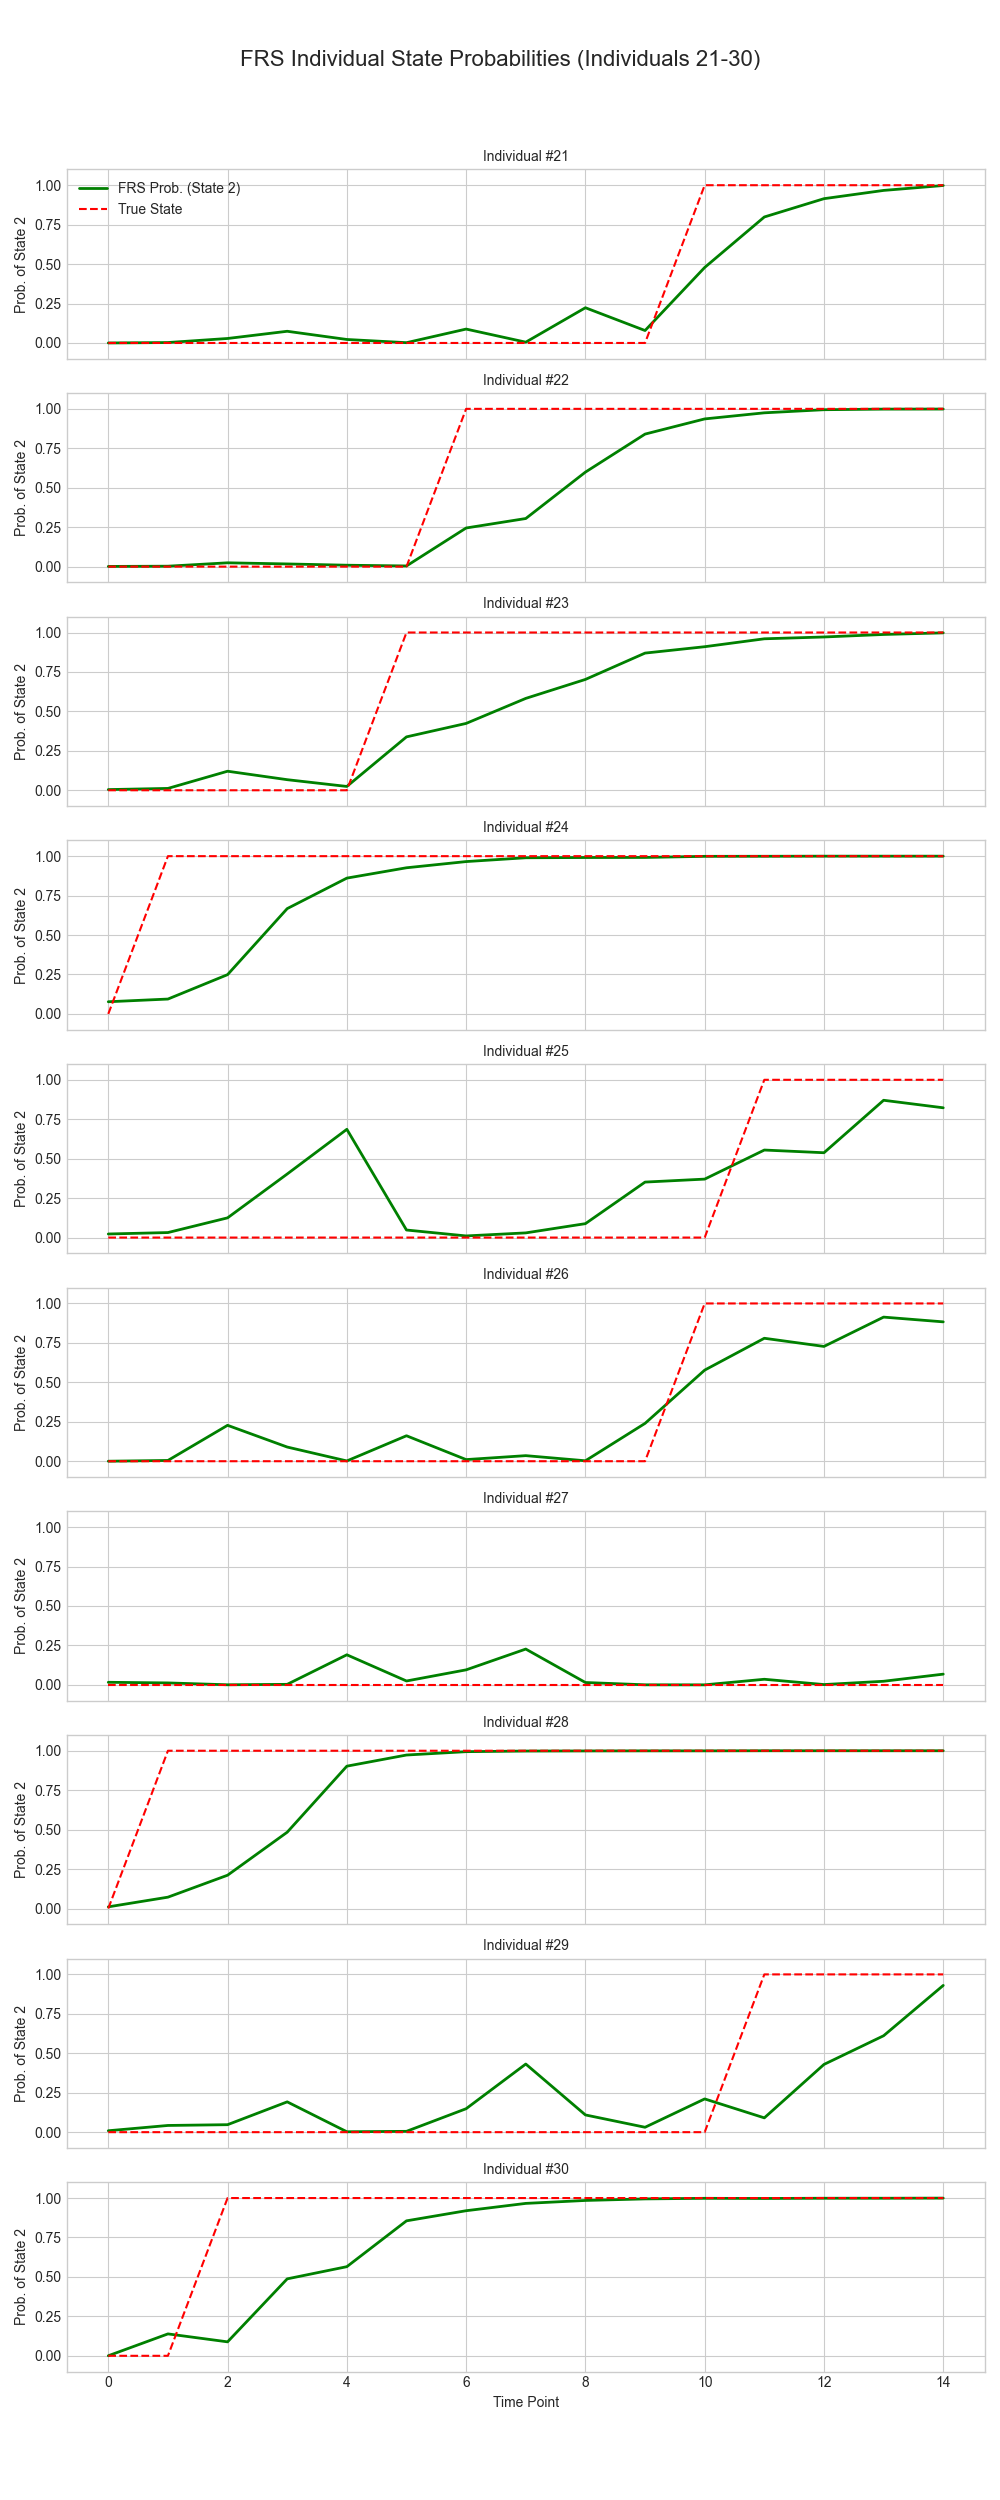 FRS Individual State Probabilities (Individuals 21-30)
Individual #21
FRS Prob. (State 2)
True State
1.00
0.75
0.50
0.25
0.00
Prob. of State 2
Individual #22
1.00
0.75
0.50
0.25
0.00
Prob. of State 2
Individual #23
1.00
0.75
0.50
0.25
0.00
Prob. of State 2
Individual #24
1.00
0.75
0.50
0.25
0.00
Prob. of State 2
Individual #25
1.00
0.75
0.50
0.25
0.00
Prob. of State 2
Individual #26
1.00
0.75
0.50
0.25
0.00
Prob. of State 2
Individual #27
1.00
0.75
0.50
0.25
0.00
Prob. of State 2
Individual #28
1.00
0.75
0.50
0.25
0.00
Prob. of State 2
Individual #29
1.00
0.75
0.50
0.25
0.00
Prob. of State 2
Individual #30
1.00
0.75
0.50
0.25
0.00
Prob. of State 2
0 2 4 6 8 10 12 14
Time Point